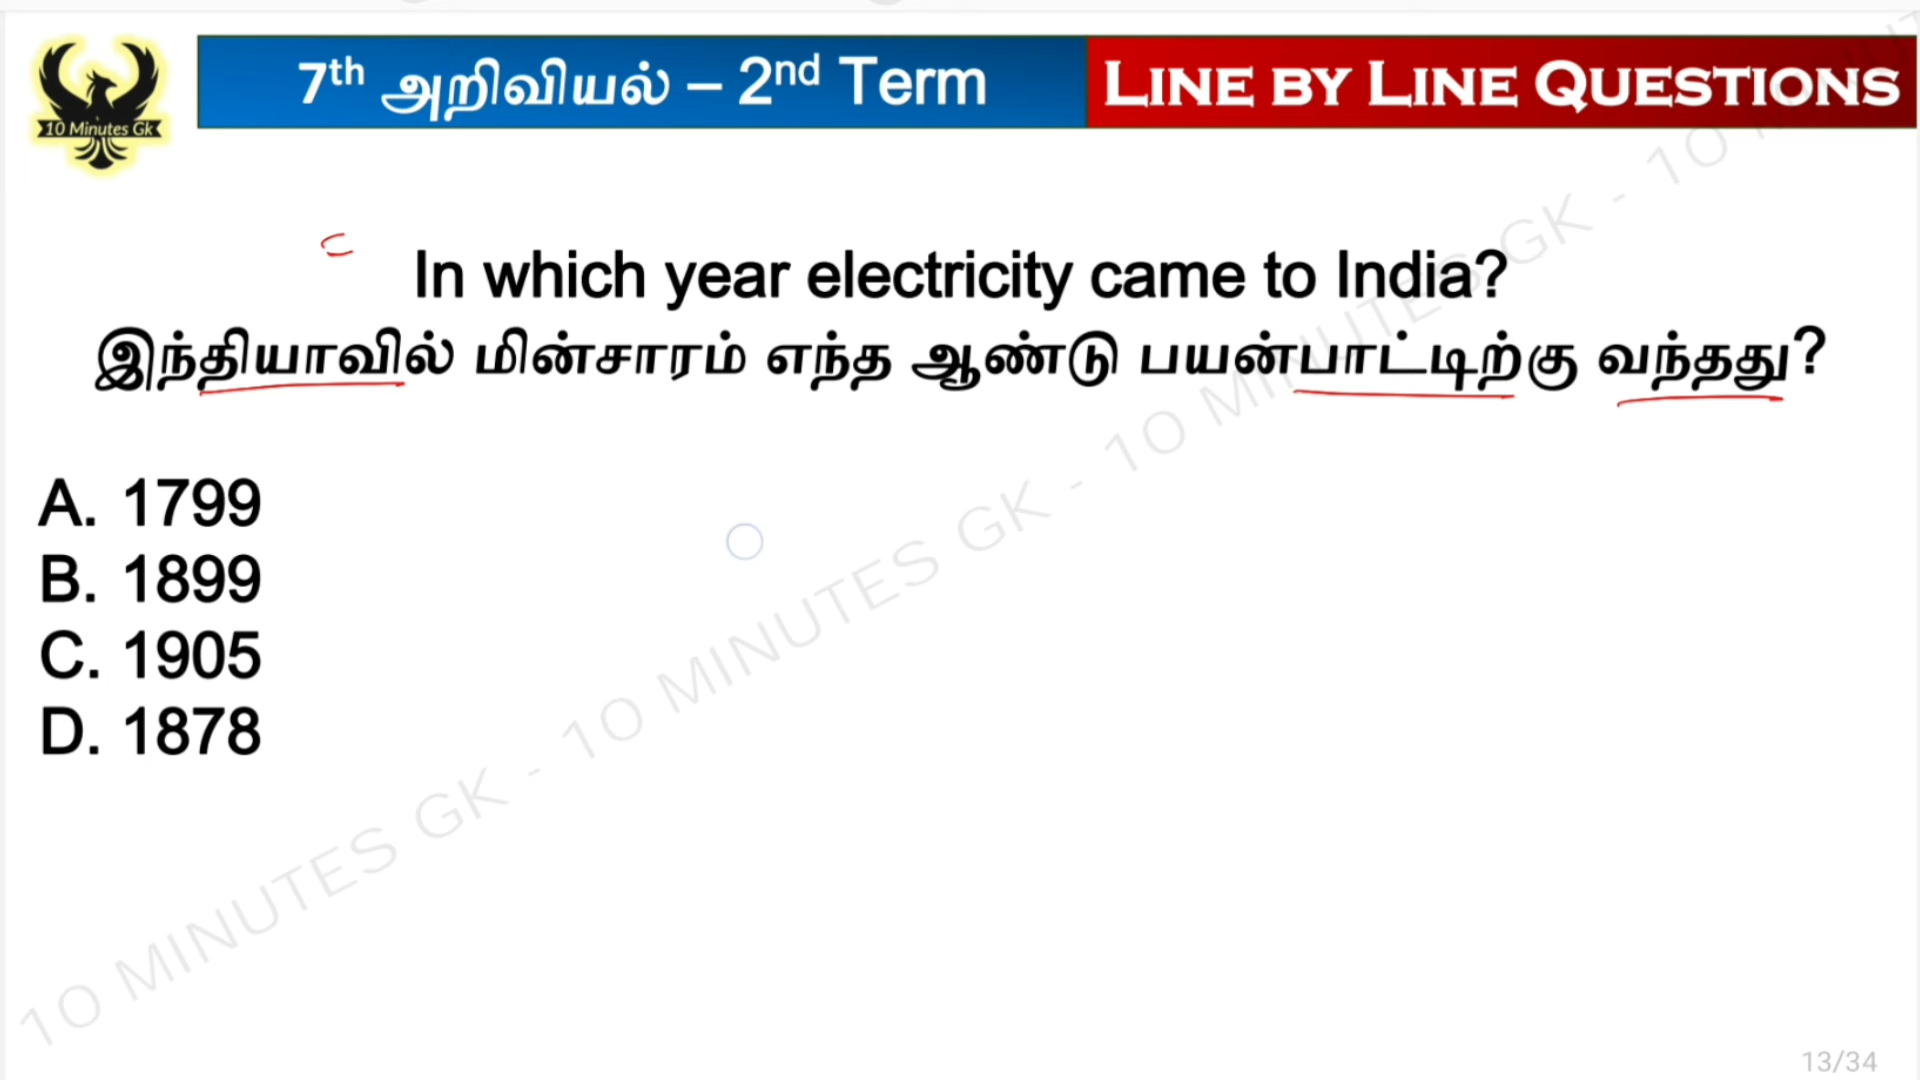 10 Minutes Gk
7th அறிவியல் – 2nd Term
LINE BY LINE QUESTIONS
In which year electricity came to India?
இந்தியாவில் மின்சாரம் எந்த ஆண்டு பயன்பாட்டிற்கு வந்தது?
A. 1799
B. 1899
C. 1905
D. 1878
10 MINUTES GK - 10 MINUTES GK - 10 MINUTES GK - 10 MINUT
13/34